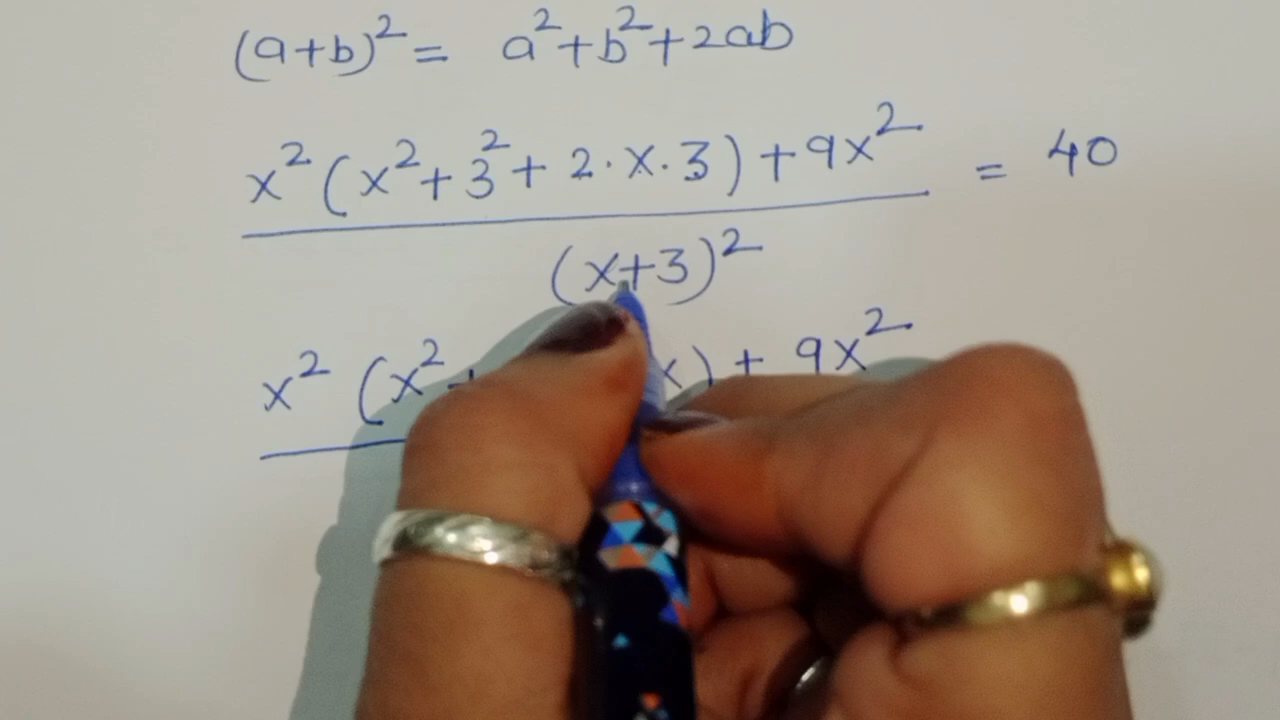 (a+b)² = a²+b²+2ab
x²(x²+3²+2·x·3)+9x² = 40
(x+3)²
x² (x²+ x) + 9x²